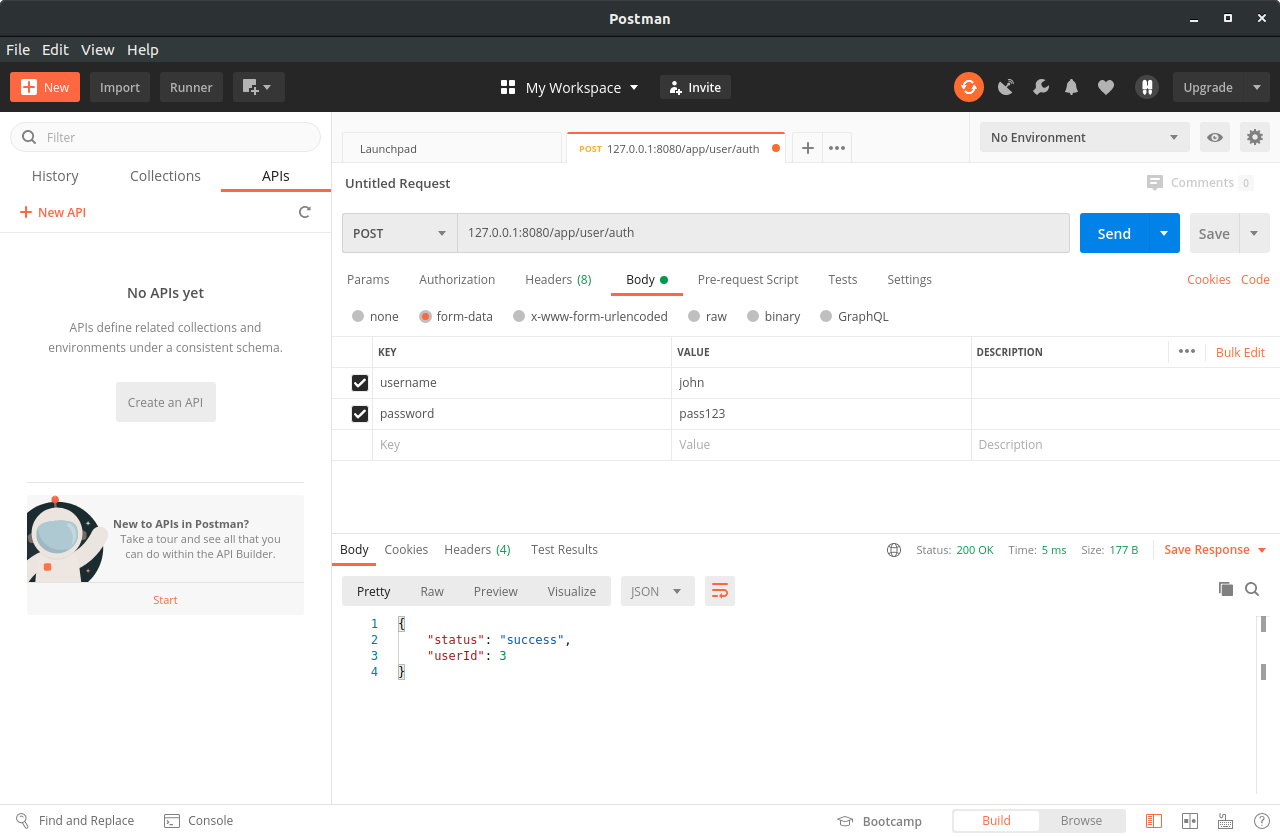 Postman
File Edit View Help
New Import Runner My Workspace Invite Upgrade
Filter
History Collections APIs
New API
No APIs yet
APIs define related collections and
environments under a consistent schema.
Create an API
New to APIs in Postman?
Take a tour and see all that you
can do within the API Builder.
Start
Launchpad POST 127.0.0.1:8080/app/user/auth
No Environment
Untitled Request
Comments 0
POST 127.0.0.1:8080/app/user/auth Send Save
Params Authorization Headers (8) Body Pre-request Script Tests Settings Cookies Code
none form-data x-www-form-urlencoded raw binary GraphQL
KEY VALUE DESCRIPTION Bulk Edit
username john
password pass123
Key Value Description
Body Cookies Headers (4) Test Results Status: 200 OK Time: 5 ms Size: 177 B Save Response
Pretty Raw Preview Visualize JSON
1 {
2 "status": "success",
3 "userId": 3
4 }
Find and Replace Console Bootcamp Build Browse